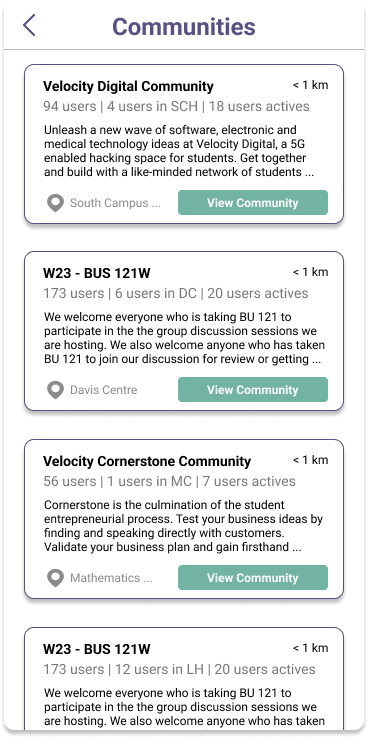 Communities
Velocity Digital Community
< 1 km
94 users | 4 users in SCH | 18 users actives
Unleash a new wave of software, electronic and
medical technology ideas at Velocity Digital, a 5G
enabled hacking space for students. Get together
and build with a like-minded network of students ...
South Campus ...
View Community
W23 - BUS 121W
< 1 km
173 users | 6 users in DC | 20 users actives
We welcome everyone who is taking BU 121 to
participate in the the group discussion sessions we
are hosting. We also welcome anyone who has taken
BU 121 to join our discussion for review or getting ...
Davis Centre
View Community
Velocity Cornerstone Community
< 1 km
56 users | 1 users in MC | 7 users actives
Cornerstone is the culmination of the student
entrepreneurial process. Test your business ideas by
finding and speaking directly with customers.
Validate your business plan and gain firsthand ...
Mathematics ...
View Community
W23 - BUS 121W
< 1 km
173 users | 12 users in LH | 20 users actives
We welcome everyone who is taking BU 121 to
participate in the the group discussion sessions we
are hosting. We also welcome anyone who has taken